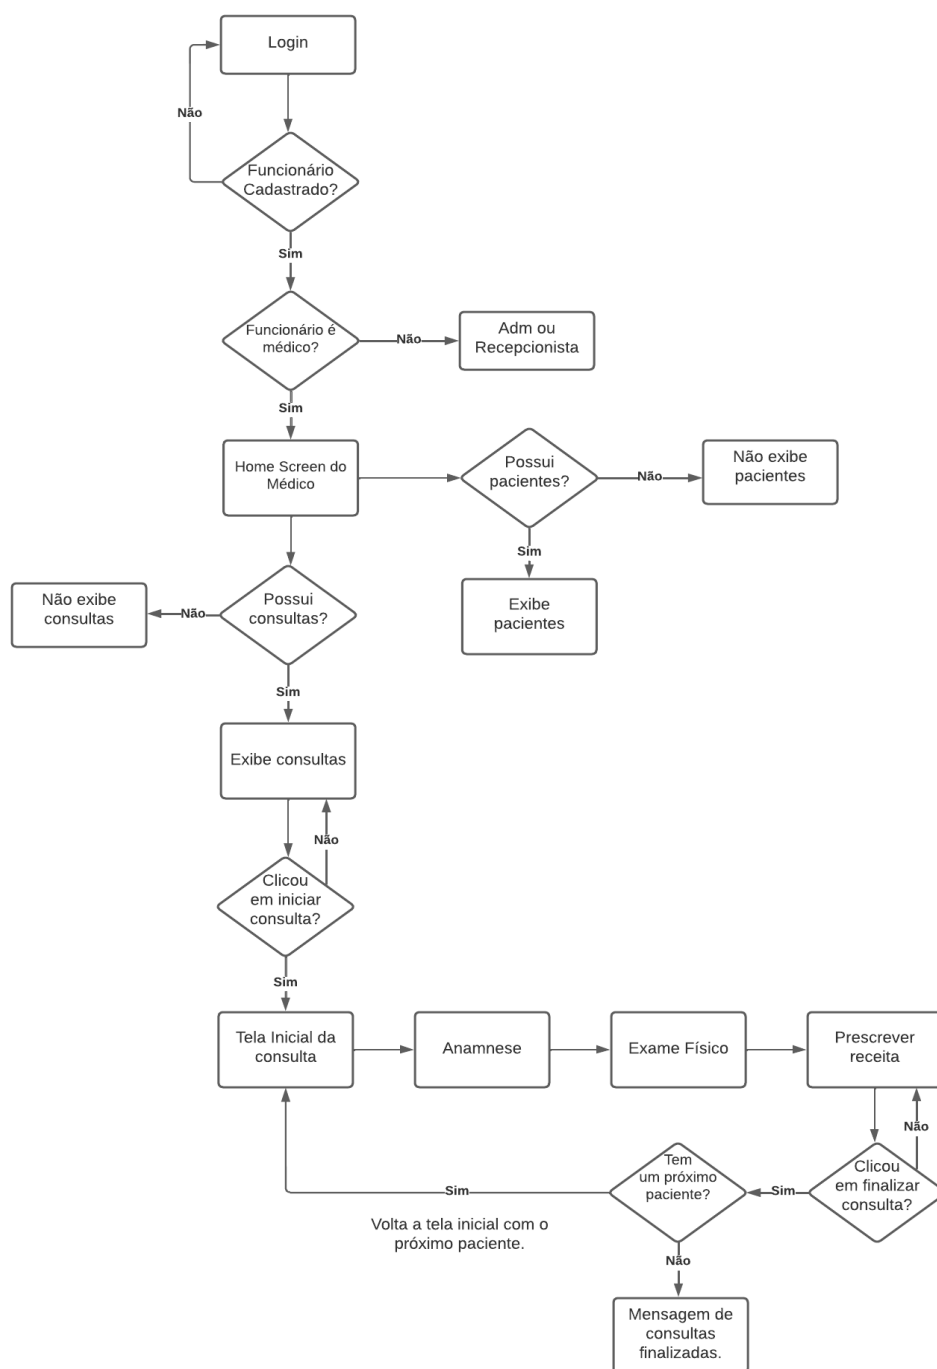 Login
Não
Funcionário
Cadastrado?
Sim
Funcionário é
médico?
Não
Adm ou
Recepcionista
Sim
Home Screen do
Médico
Possui
pacientes?
Não
Não exibe
pacientes
Sim
Exibe
pacientes
Não exibe
consultas
Não
Possui
consultas?
Sim
Exibe consultas
Não
Clicou
em iniciar
consulta?
Sim
Tela Inicial da
consulta
Anamnese
Exame Físico
Prescrever
receita
Não
Clicou
em finalizar
consulta?
Sim
Tem
um próximo
paciente?
Sim
Volta a tela inicial com o
próximo paciente.
Não
Mensagem de
consultas
finalizadas.